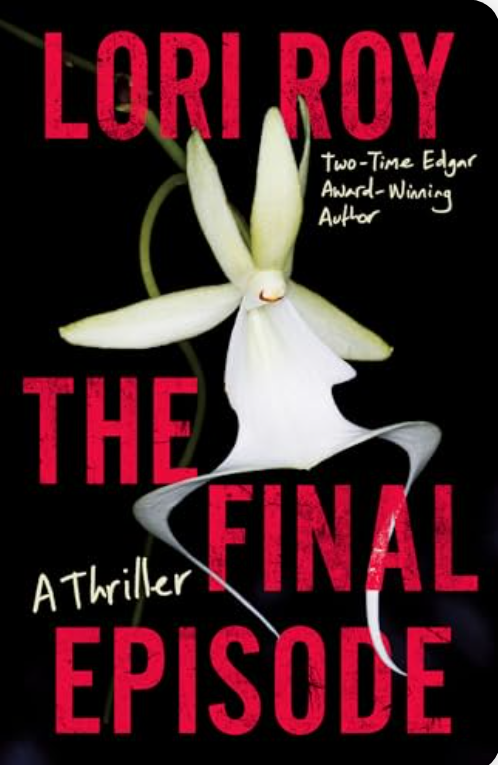 LORI ROY
Two-Time Edgar
Award-Winning
Author
THE
FINAL
A Thriller
EPISODE